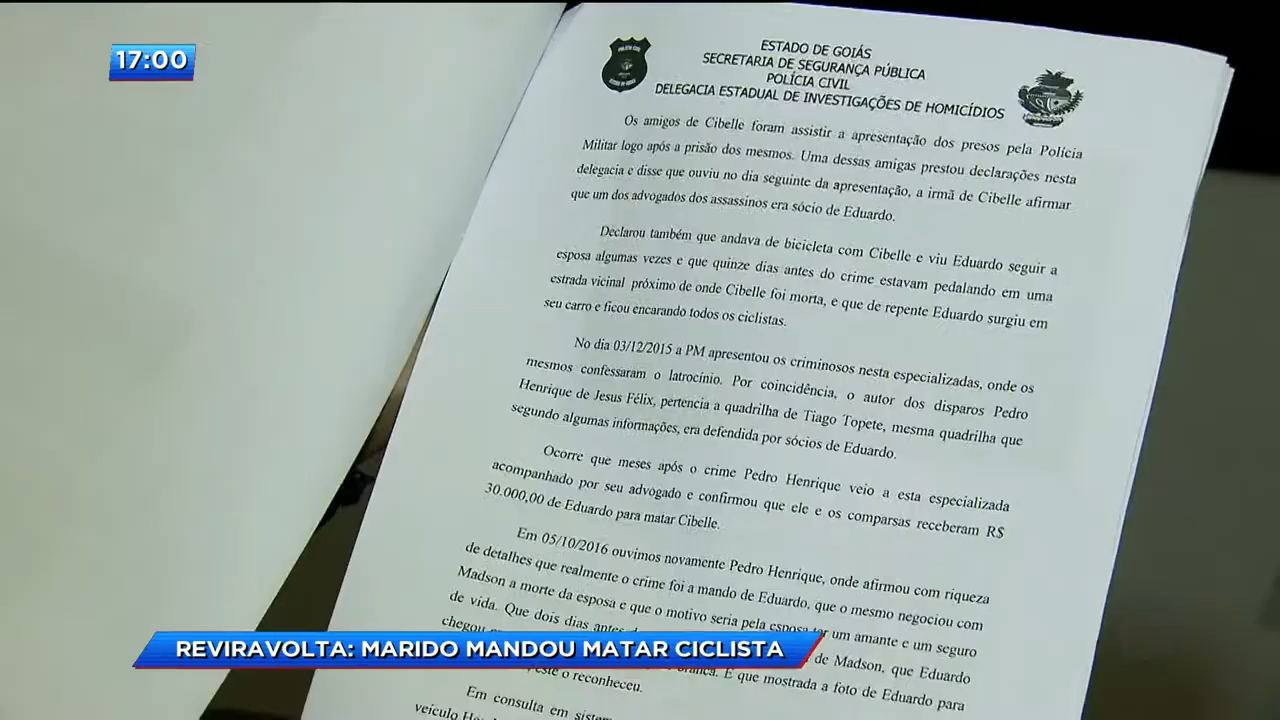 17:00
POLÍCIA CIVIL
ESTADO DE GOIÁS
SECRETARIA DE SEGURANÇA PÚBLICA
POLÍCIA CIVIL
DELEGACIA ESTADUAL DE INVESTIGAÇÕES DE HOMICÍDIOS
Os amigos de Cibelle foram assistir a apresentação dos presos pela Polícia
Militar logo após a prisão dos mesmos. Uma dessas amigas prestou declarações nesta
delegacia e disse que ouviu no dia seguinte da apresentação, a irmã de Cibelle afirmar
que um dos advogados dos assassinos era sócio de Eduardo.
Declarou também que andava de bicicleta com Cibelle e viu Eduardo seguir a
esposa algumas vezes e que quinze dias antes do crime estavam pedalando em uma
estrada vicinal próximo de onde Cibelle foi morta, e que de repente Eduardo surgiu em
seu carro e ficou encarando todos os ciclistas.
No dia 03/12/2015 a PM apresentou os criminosos nesta especializadas, onde os
mesmos confessaram o latrocínio. Por coincidência, o autor dos disparos Pedro
Henrique de Jesus Félix, pertencia a quadrilha de Tiago Topete, mesma quadrilha que
segundo algumas informações, era defendida por sócios de Eduardo.
Ocorre que meses após o crime Pedro Henrique veio a esta especializada
acompanhado por seu advogado e confirmou que ele e os comparsas receberam R$
30.000,00 de Eduardo para matar Cibelle.
Em 05/10/2016 ouvimos novamente Pedro Henrique, onde afirmou com riqueza
de detalhes que realmente o crime foi a mando de Eduardo, que o mesmo negociou com
Madson a morte da esposa e que o motivo seria pela esposa ter um amante e um seguro
de vida. Que dois dias antes de Madson, que Eduardo
chegou E que mostrada a foto de Eduardo para
este o reconheceu.
Em consulta em
veículo
REVIRAVOLTA: MARIDO MANDOU MATAR CICLISTA